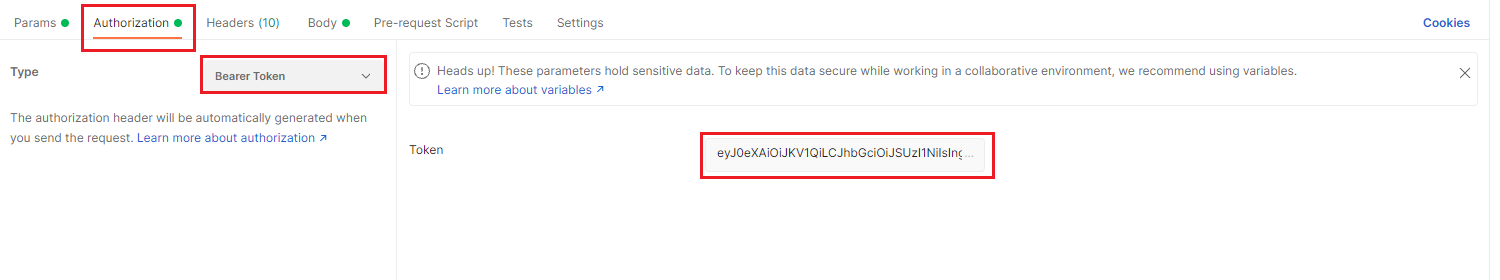 Params Authorization Headers (10) Body Pre-request Script Tests Settings Cookies
Type
Bearer Token
The authorization header will be automatically generated when
you send the request. Learn more about authorization ↗
Heads up! These parameters hold sensitive data. To keep this data secure while working in a collaborative environment, we recommend using variables.
Learn more about variables ↗
Token
eyJ0eXAiOiJKV1QiLCJhbGciOiJSUzI1NiIsIng...